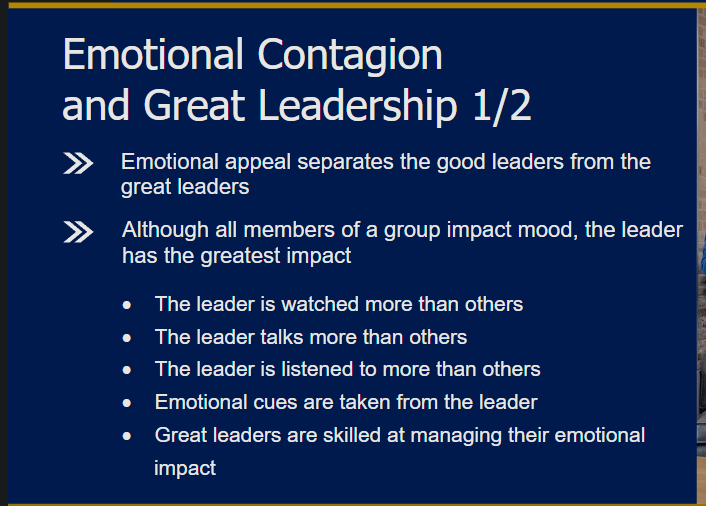 Emotional Contagion
and Great Leadership 1/2
Emotional appeal separates the good leaders from the
great leaders
Although all members of a group impact mood, the leader
has the greatest impact
• The leader is watched more than others
• The leader talks more than others
• The leader is listened to more than others
• Emotional cues are taken from the leader
• Great leaders are skilled at managing their emotional
impact